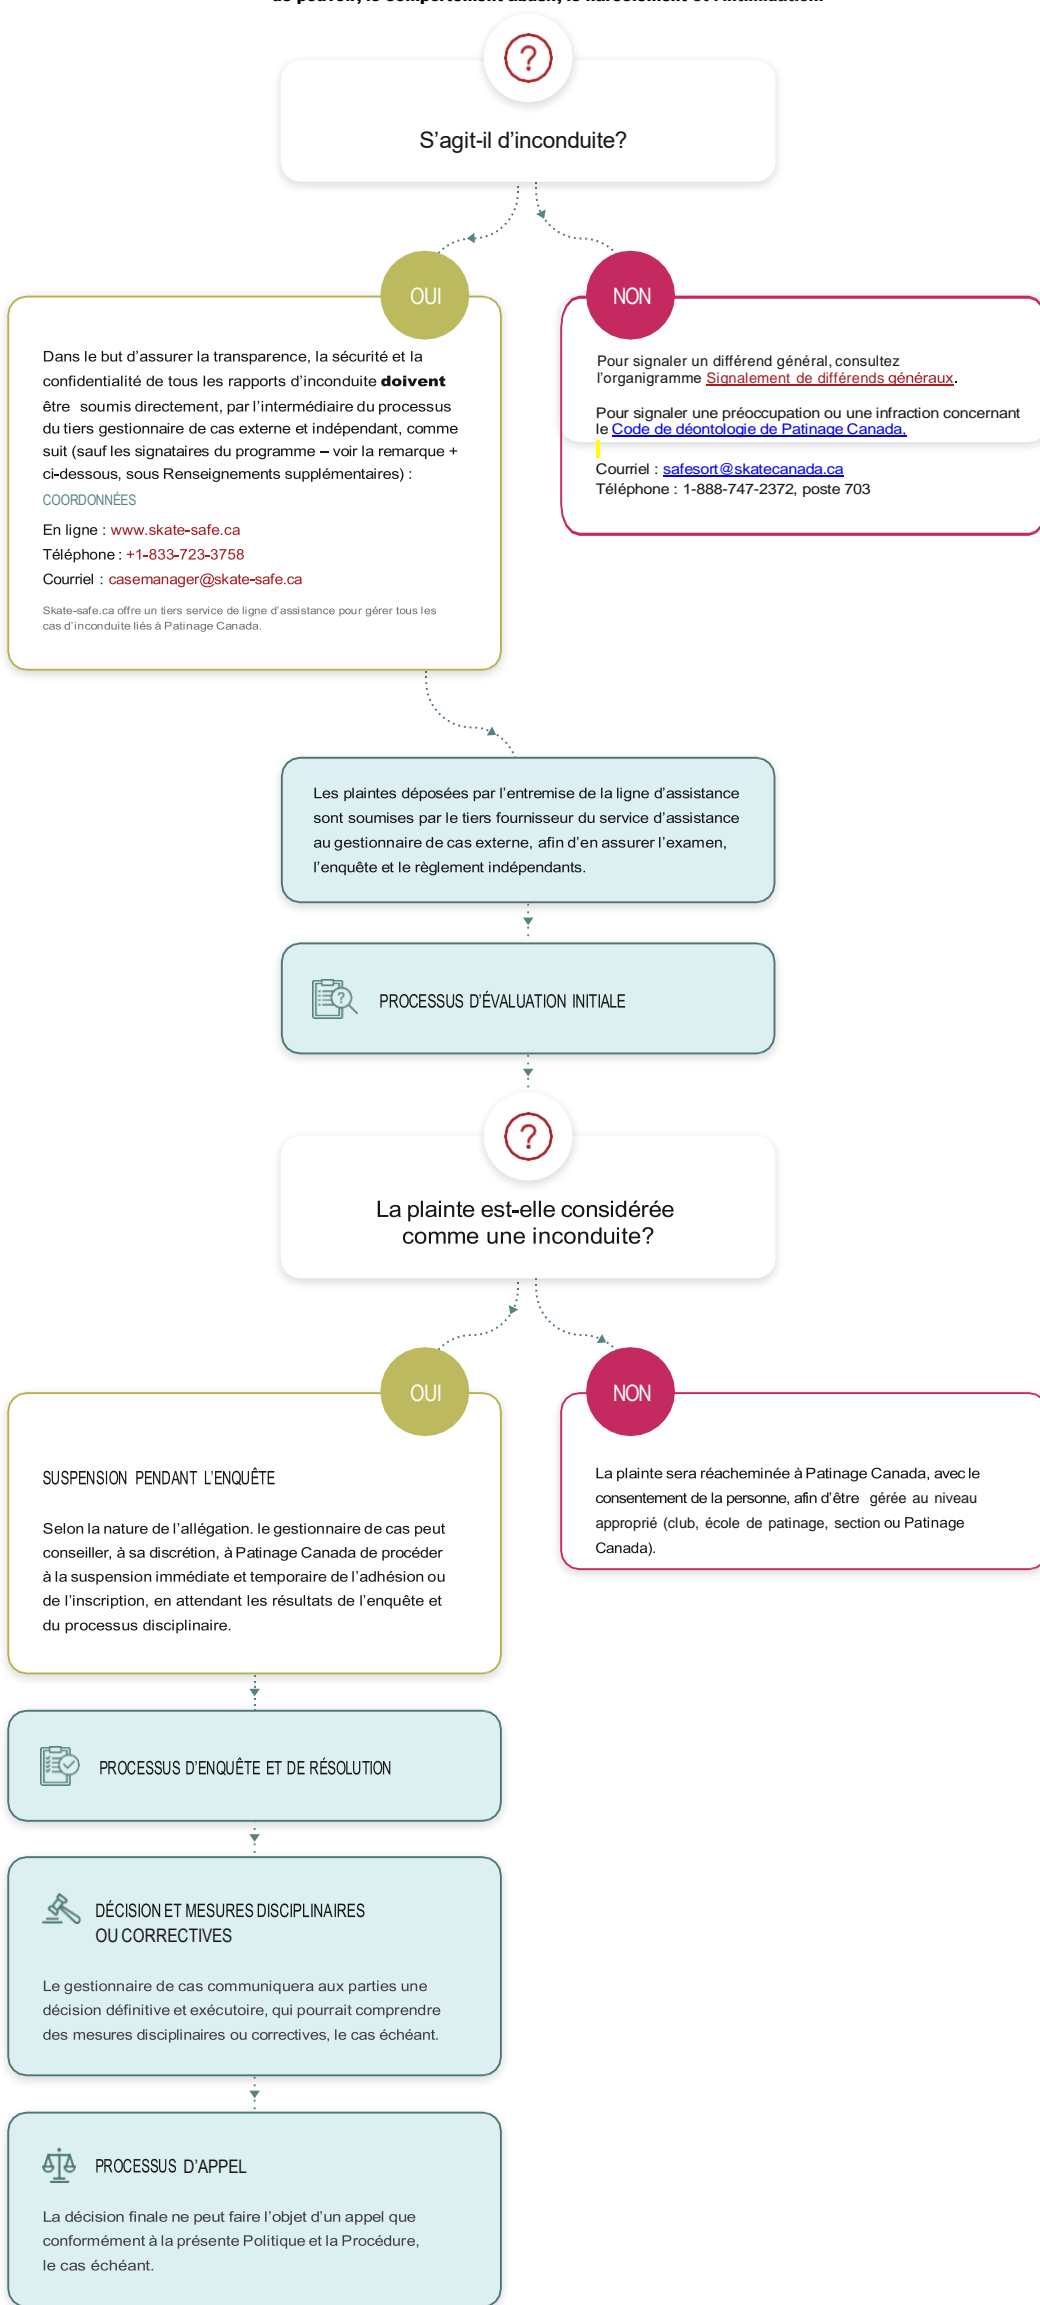 de pouvoir, le comportement abusif, le harcèlement et l'intimidation.
S'agit-il d'inconduite?
OUI
NON
Dans le but d'assurer la transparence, la sécurité et la
confidentialité de tous les rapports d'inconduite doivent
être soumis directement, par l'intermédiaire du processus
du tiers gestionnaire de cas externe et indépendant, comme
suit (sauf les signataires du programme – voir la remarque +
ci-dessous, sous Renseignements supplémentaires) :
COORDONNÉES
En ligne : www.skate-safe.ca
Téléphone : +1-833-723-3758
Courriel : casemanager@skate-safe.ca
Skate-safe.ca offre un tiers service de ligne d'assistance pour gérer tous les
cas d'inconduite liés à Patinage Canada.
Pour signaler un différend général, consultez
l'organigramme Signalement de différends généraux.
Pour signaler une préoccupation ou une infraction concernant
le Code de déontologie de Patinage Canada,
Courriel : safesort@skatecanada.ca
Téléphone : 1-888-747-2372, poste 703
Les plaintes déposées par l'entremise de la ligne d'assistance
sont soumises par le tiers fournisseur du service d'assistance
au gestionnaire de cas externe, afin d'en assurer l'examen,
l'enquête et le règlement indépendants.
PROCESSUS D'ÉVALUATION INITIALE
La plainte est-elle considérée
comme une inconduite?
OUI
NON
SUSPENSION PENDANT L'ENQUÊTE
Selon la nature de l'allégation. le gestionnaire de cas peut
conseiller, à sa discrétion, à Patinage Canada de procéder
à la suspension immédiate et temporaire de l'adhésion ou
de l'inscription, en attendant les résultats de l'enquête et
du processus disciplinaire.
La plainte sera réacheminée à Patinage Canada, avec le
consentement de la personne, afin d'être gérée au niveau
approprié (club, école de patinage, section ou Patinage
Canada).
PROCESSUS D'ENQUÊTE ET DE RÉSOLUTION
DÉCISION ET MESURES DISCIPLINAIRES
OU CORRECTIVES
Le gestionnaire de cas communiquera aux parties une
décision définitive et exécutoire, qui pourrait comprendre
des mesures disciplinaires ou correctives, le cas échéant.
PROCESSUS D'APPEL
La décision finale ne peut faire l'objet d'un appel que
conformément à la présente Politique et la Procédure,
le cas échéant.